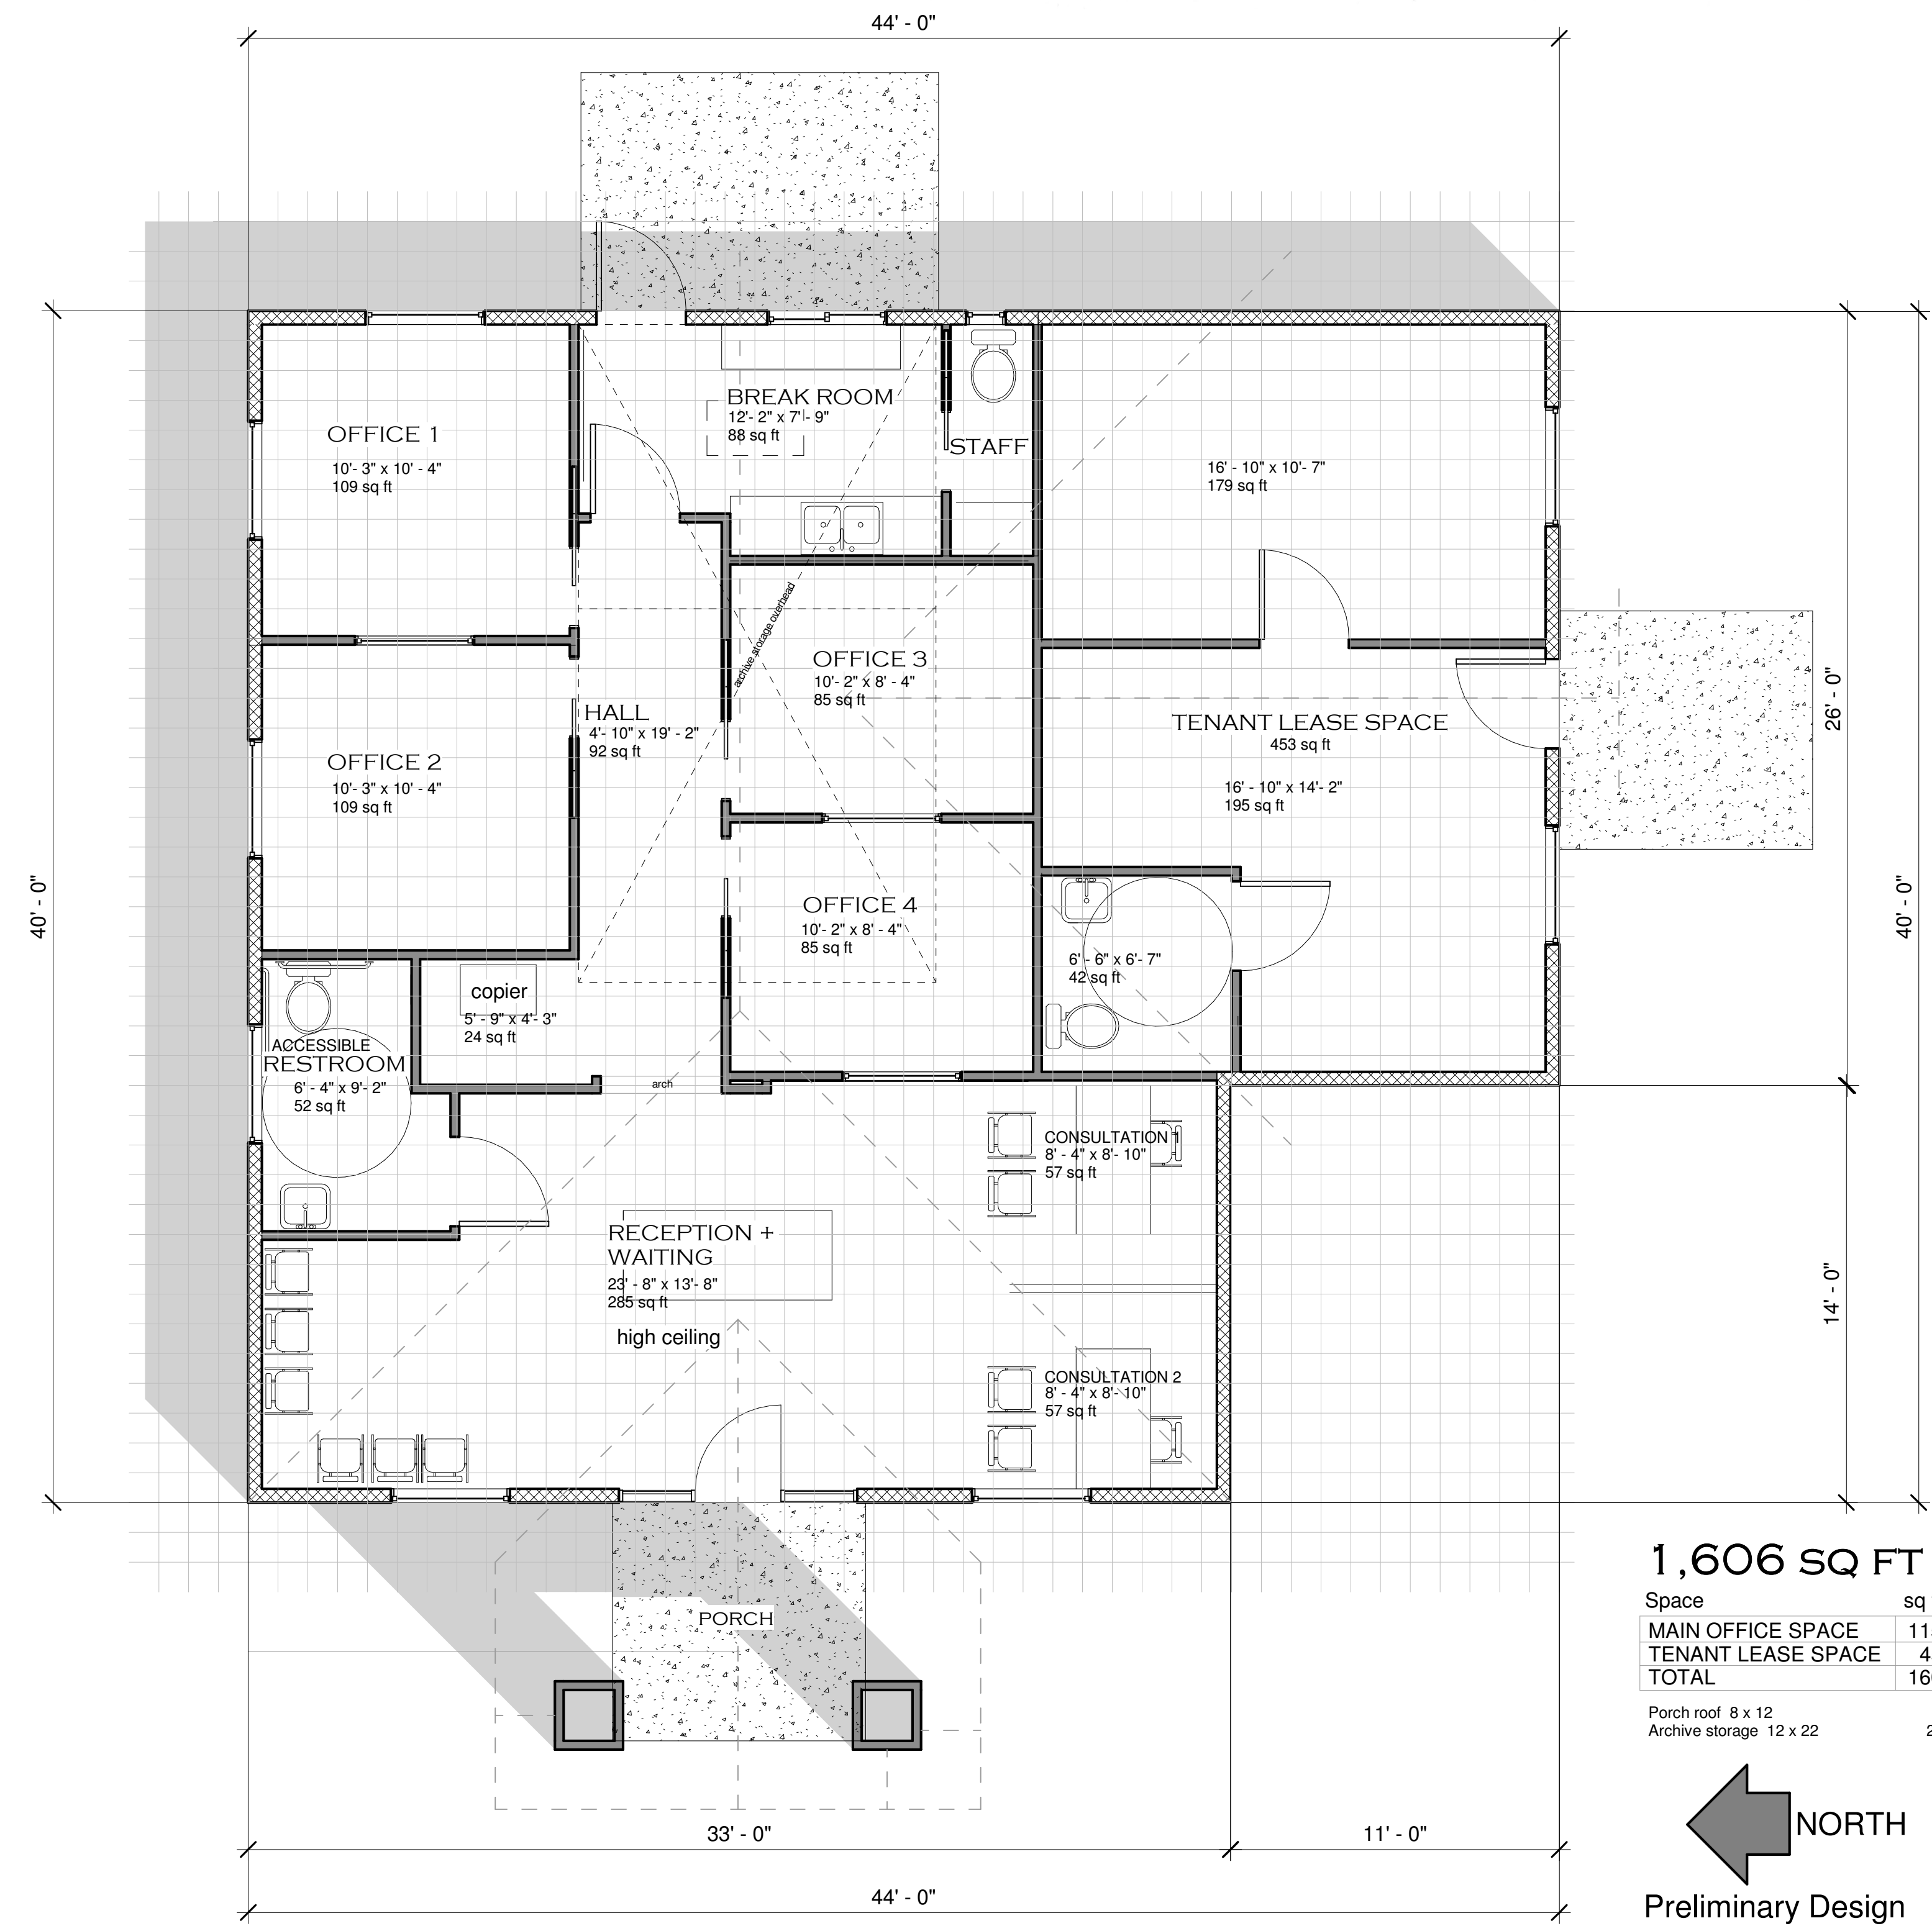 44' - 0"
OFFICE 1
10'- 3" x 10' - 4"
109 sq ft
BREAK ROOM
12'- 2" x 7' - 9"
88 sq ft
STAFF
16' - 10" x 10'- 7"
179 sq ft
archive storage overhead
OFFICE 3
10'- 2" x 8' - 4"
85 sq ft
HALL
4'- 10" x 19' - 2"
92 sq ft
TENANT LEASE SPACE
453 sq ft
16' - 10" x 14'- 2"
195 sq ft
26' - 0"
OFFICE 2
10'- 3" x 10' - 4"
109 sq ft
40' - 0"
40' - 0"
OFFICE 4
10'- 2" x 8' - 4"
85 sq ft
6' - 6" x 6'- 7"
42 sq ft
copier
5' - 9" x 4'- 3"
24 sq ft
ACCESSIBLE
RESTROOM
6' - 4" x 9'- 2"
52 sq ft
arch
CONSULTATION 1
8' - 4" x 8'- 10"
57 sq ft
RECEPTION +
WAITING
23' - 8" x 13'- 8"
285 sq ft
high ceiling
14' - 0"
CONSULTATION 2
8' - 4" x 8'- 10"
57 sq ft
PORCH
1,606 SQ FT
Space sq
MAIN OFFICE SPACE 11
TENANT LEASE SPACE 4
TOTAL 16
Porch roof 8 x 12
Archive storage 12 x 22 2
NORTH
33' - 0"
11' - 0"
44' - 0"
Preliminary Design